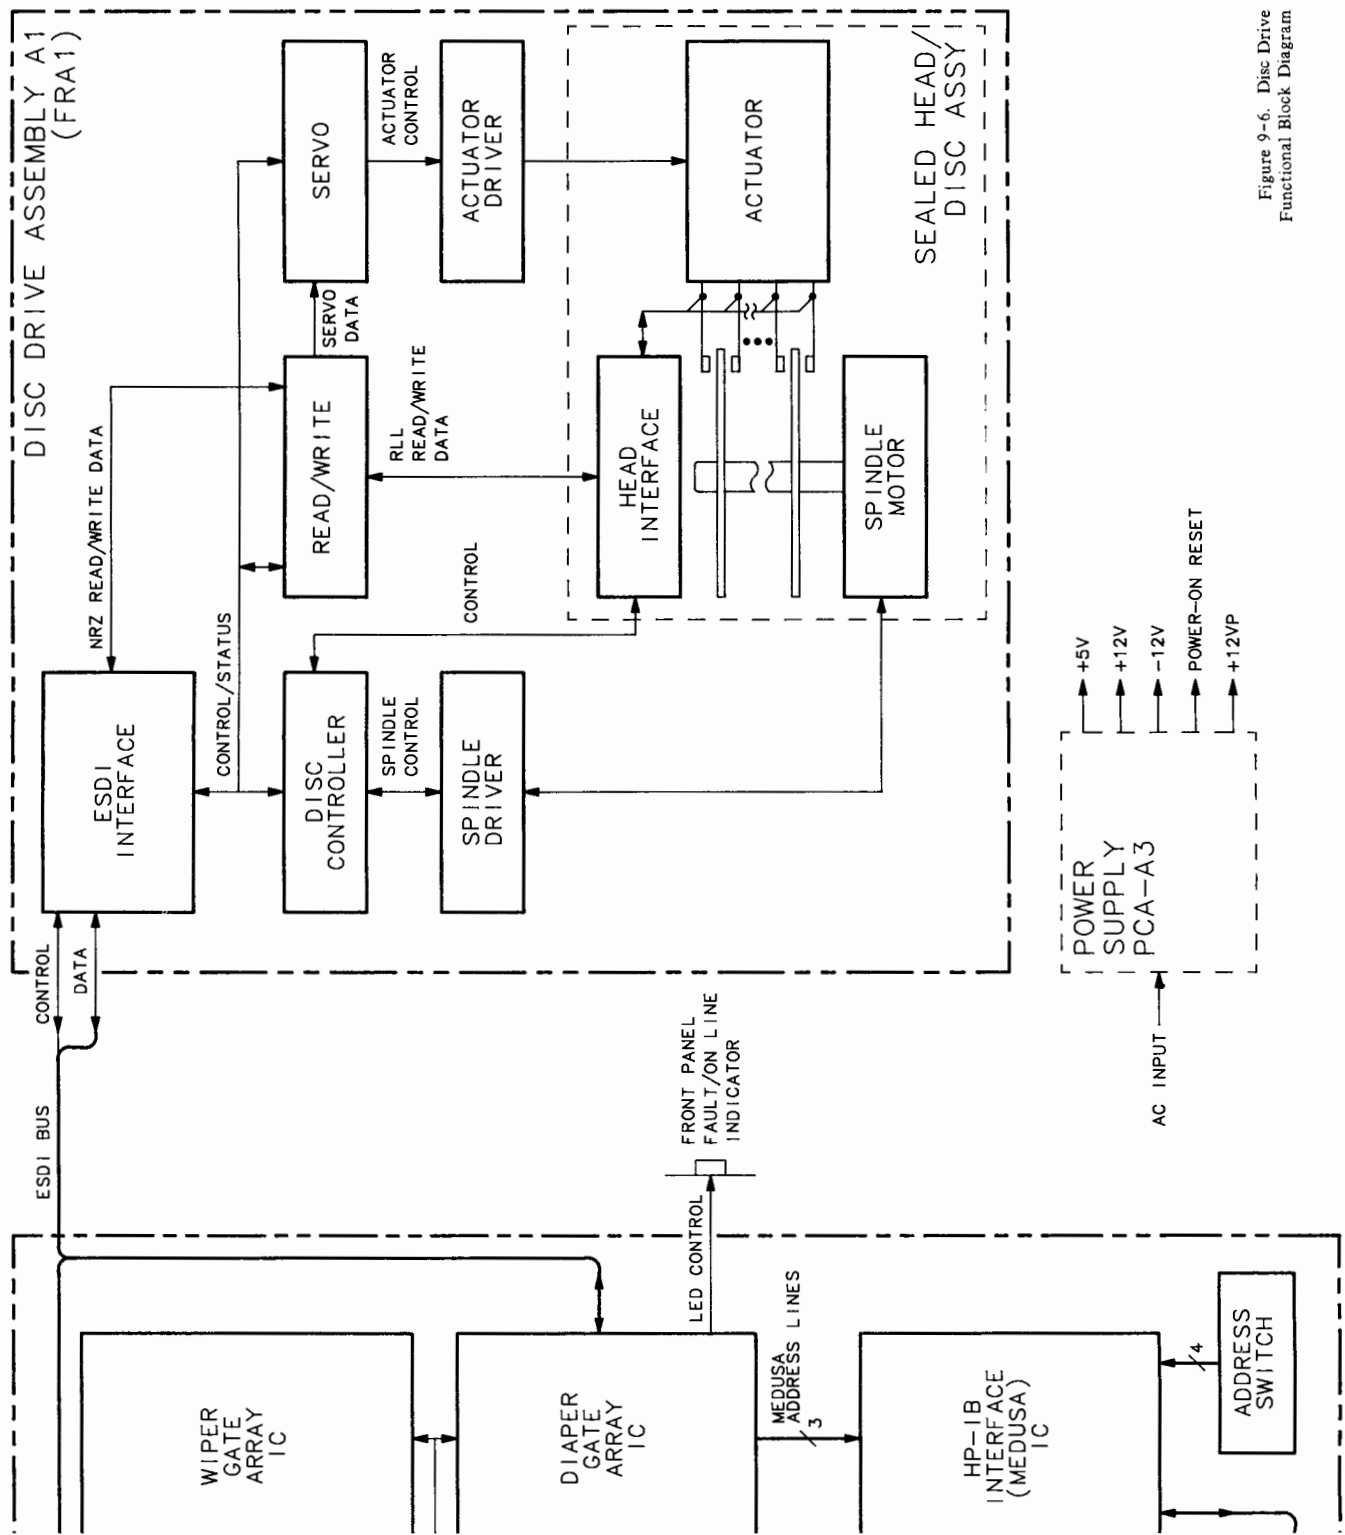 DISC DRIVE ASSEMBLY A1
(FRA1)
ESDI
INTERFACE
NRZ READ/WRITE DATA
CONTROL
DATA
ESDI BUS
CONTROL/STATUS
DISC
CONTROLLER
READ/WRITE
SERVO
DATA
SERVO
SPINDLE
CONTROL
CONTROL
RLL
READ/WRITE
DATA
ACTUATOR
CONTROL
SPINDLE
DRIVER
ACTUATOR
DRIVER
HEAD
INTERFACE
ACTUATOR
SPINDLE
MOTOR
SEALED HEAD/
DISC ASSY
WIPER
GATE
ARRAY
IC
DIAPER
GATE
ARRAY
IC
LED CONTROL
FRONT PANEL
FAULT/ON LINE
INDICATOR
MEDUSA
ADDRESS LINES
3
HP-IB
INTERFACE
(MEDUSA)
IC
4
ADDRESS
SWITCH
AC INPUT
POWER
SUPPLY
PCA-A3
+5V
+12V
-12V
POWER-ON RESET
+12VP
Figure 9-6. Disc Drive
Functional Block Diagram